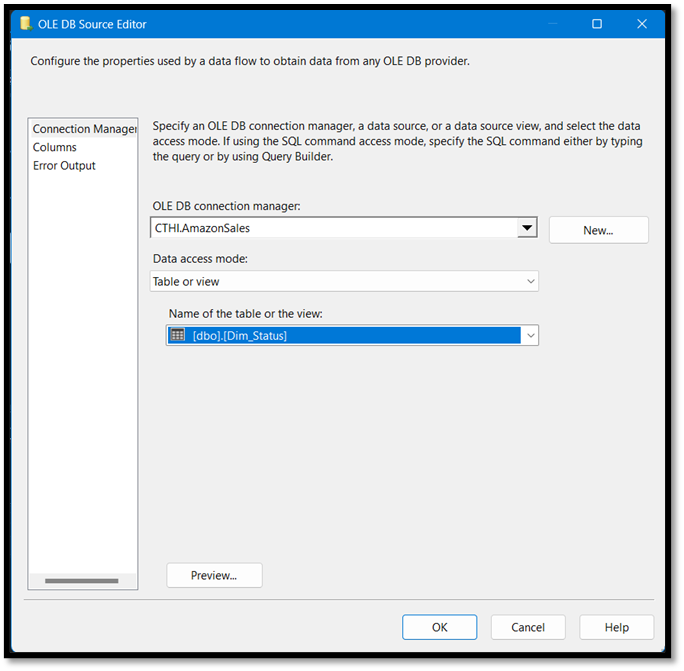 OLE DB Source Editor
Configure the properties used by a data flow to obtain data from any OLE DB provider.
Connection Manager
Columns
Error Output
Specify an OLE DB connection manager, a data source, or a data source view, and select the data
access mode. If using the SQL command access mode, specify the SQL command either by typing
the query or by using Query Builder.
OLE DB connection manager:
CTHI.AmazonSales
New...
Data access mode:
Table or view
Name of the table or the view:
[dbo].[Dim_Status]
Preview...
OK
Cancel
Help